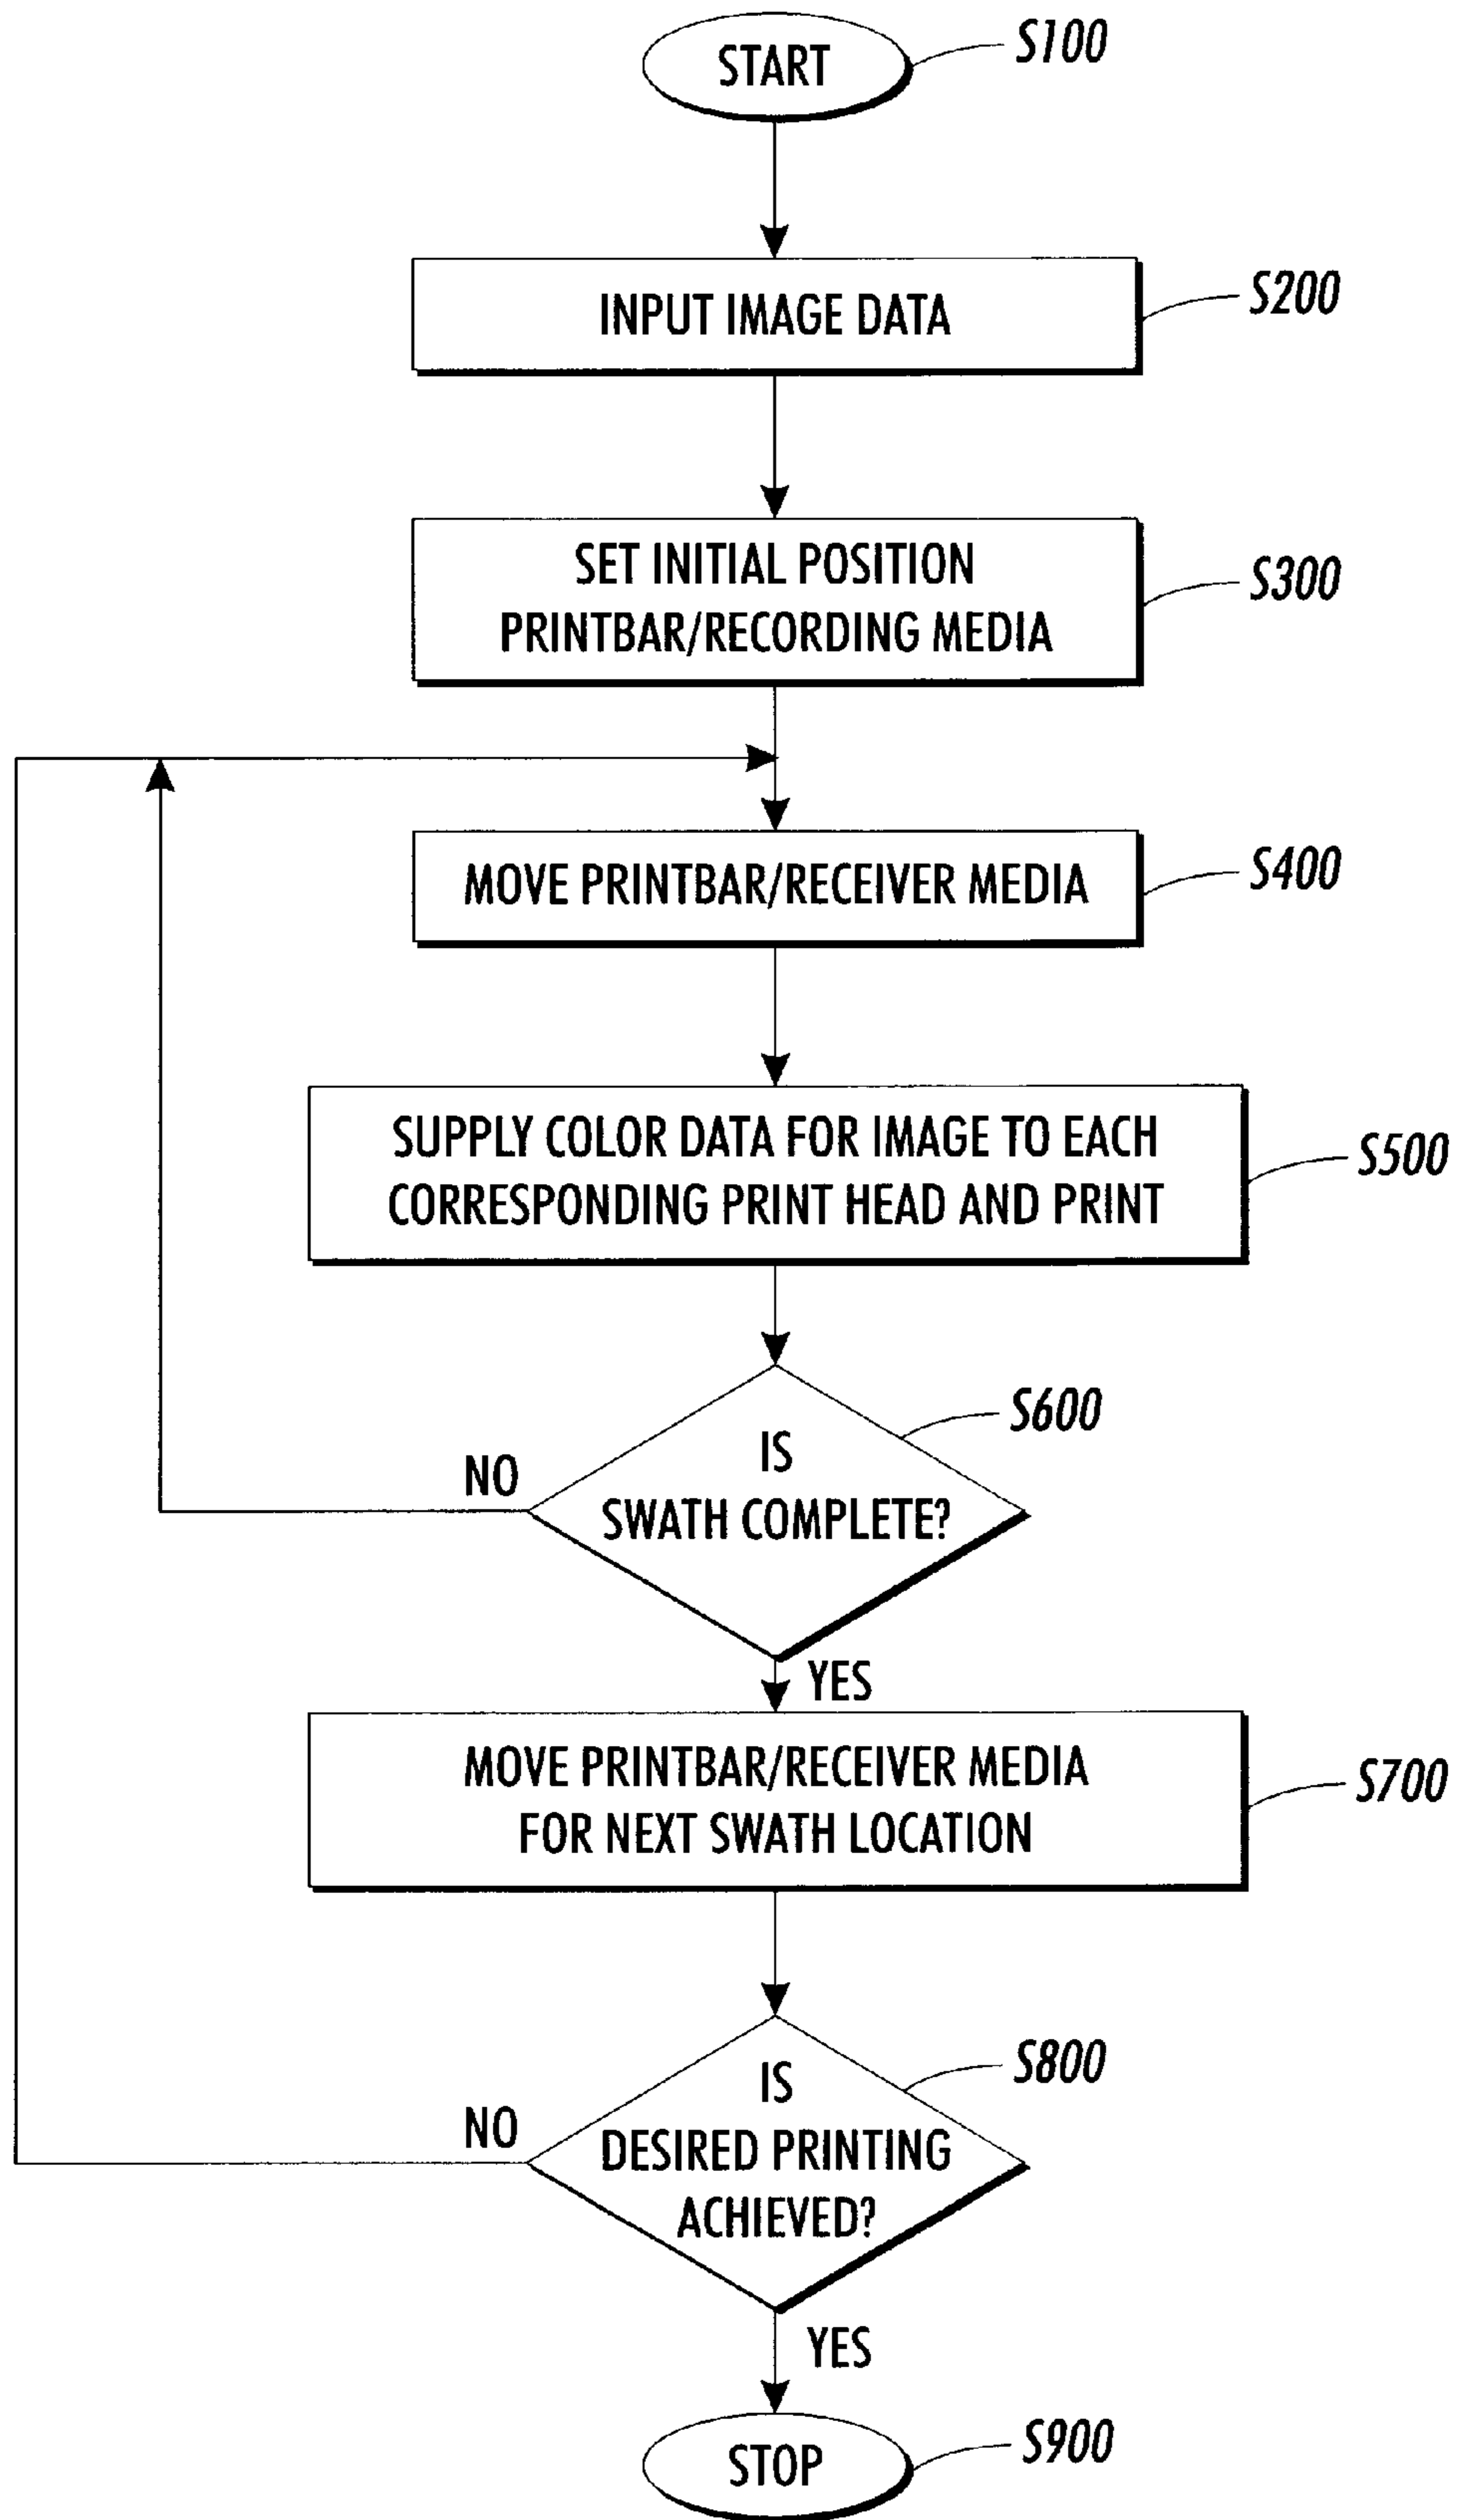 START
S100
INPUT IMAGE DATA
S200
SET INITIAL POSITION
PRINTBAR/RECORDING MEDIA
S300
MOVE PRINTBAR/RECEIVER MEDIA
S400
SUPPLY COLOR DATA FOR IMAGE TO EACH
CORRESPONDING PRINT HEAD AND PRINT
S500
IS
SWATH COMPLETE?
S600
NO
YES
MOVE PRINTBAR/RECEIVER MEDIA
FOR NEXT SWATH LOCATION
S700
IS
DESIRED PRINTING
ACHIEVED?
S800
NO
YES
STOP
S900